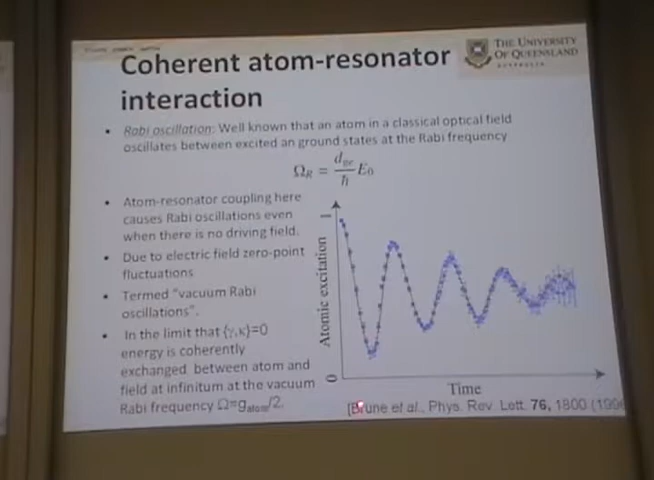 Coherent atom-resonator
interaction
THE UNIVERSITY
OF QUEENSLAND
AUSTRALIA
• Rabi oscillation: Well known that an atom in a classical optical field
oscillates between excited an ground states at the Rabi frequency
Ω_R = d_ge/ħ E₀
• Atom-resonator coupling here
causes Rabi oscillations even
when there is no driving field.
• Due to electric field zero-point
fluctuations
• Termed "vacuum Rabi
oscillations".
• In the limit that {γ,κ}=0
energy is coherently
exchanged between atom and
field at infinitum at the vacuum
Rabi frequency Ω=g_atom/2.
1
Atomic excitation
0
Time
[Brune et al., Phys. Rev. Lett. 76, 1800 (199